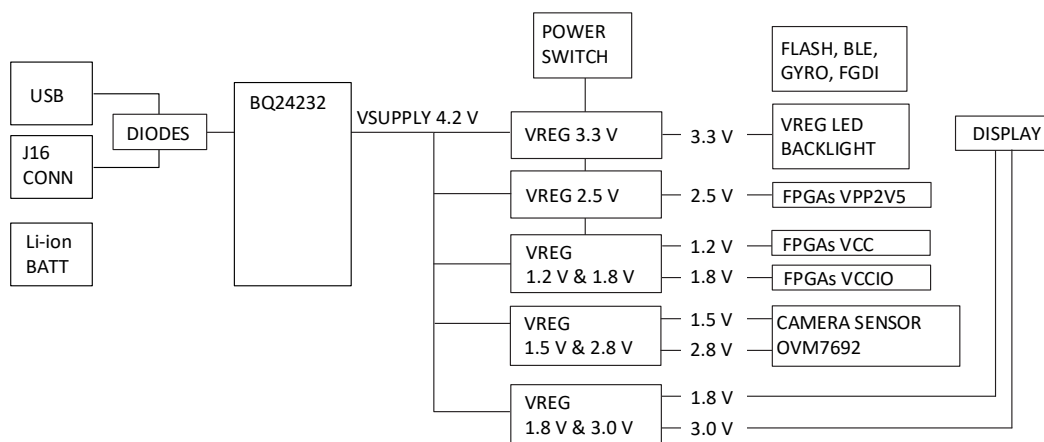 POWER
SWITCH
FLASH, BLE,
GYRO, FGDI
USB
BQ24232
VSUPPLY 4.2 V
DIODES
VREG 3.3 V
3.3 V
VREG LED
BACKLIGHT
DISPLAY
J16
CONN
VREG 2.5 V
2.5 V
FPGAs VPP2V5
Li-ion
BATT
VREG
1.2 V & 1.8 V
1.2 V
FPGAs VCC
1.8 V
FPGAs VCCIO
VREG
1.5 V & 2.8 V
1.5 V
2.8 V
CAMERA SENSOR
OVM7692
VREG
1.8 V & 3.0 V
1.8 V
3.0 V